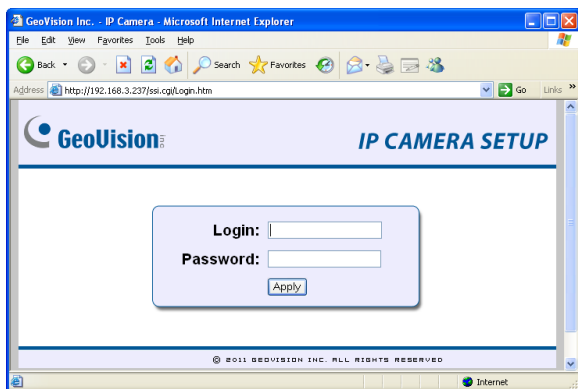 GeoVision Inc. - IP Camera - Microsoft Internet Explorer
File Edit View Favorites Tools Help
Back Search Favorites
Address http://192.168.3.237/ssi.cgi/Login.htm Go Links »
GeoVision Inc IP CAMERA SETUP
Login:
Password:
Apply
© 2011 GEOVISION INC. ALL RIGHTS RESERVED
Internet